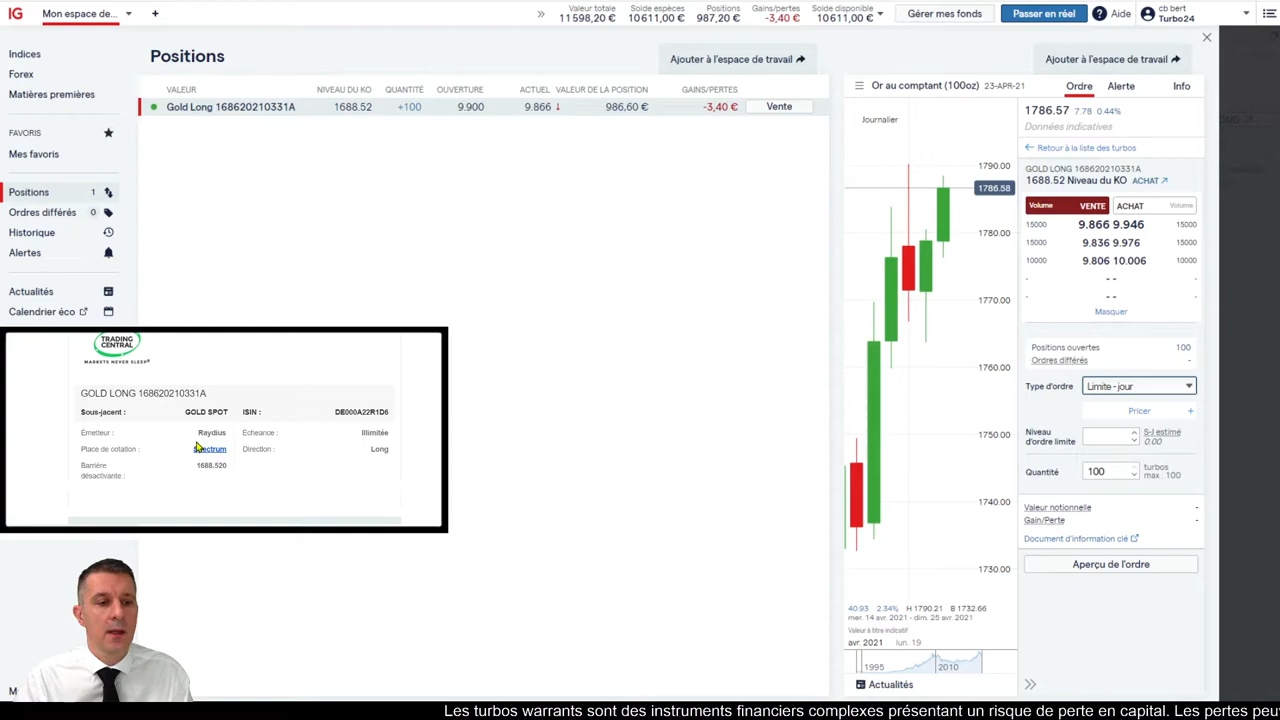 IG
Mon espace de...
+
Valeur totale
11 598,20 €
Solde espèces
10 611,00 €
Positions
987,20 €
Gains/pertes
-3,40 €
Solde disponible
10 611,00 €
Gérer mes fonds
Passer en réel
Aide
cb bert
Turbo24
Indices
Forex
Matières premières
FAVORIS
Mes favoris
Positions 1
Ordres différés 0
Historique
Alertes
Actualités
Calendrier éco
Positions
Ajouter à l'espace de travail
VALEUR NIVEAU DU KO QUANTITÉ OUVERTURE ACTUEL VALEUR DE LA POSITION GAINS/PERTES
Gold Long 168620210331A 1688.52 +100 9.900 9.866 986,60 € -3,40 € Vente
TRADING
CENTRAL
MARKETS NEVER SLEEP®
GOLD LONG 168620210331A
Sous-jacent : GOLD SPOT ISIN : DE000A22R1D6
Émetteur : Raydius Echeance : Illimitée
Place de cotation : Spectrum Direction : Long
Barrière 1688.520
désactivante :
M
Ajouter à l'espace de travail
Or au comptant (100oz) 23-APR-21
Journalier
1790.00
1786.58
1780.00
1770.00
1760.00
1750.00
1740.00
1730.00
40.93 2.34% H 1790.21 B 1732.66
mer. 14 avr. 2021 - dim. 25 avr. 2021
Valeur à titre indicatif
avr. 2021 lun. 19
1995 2010
Actualités
Ordre Alerte Info
1786.57 7.78 0.44%
Données indicatives
Retour à la liste des turbos
GOLD LONG 168620210331A
1688.52 Niveau du KO ACHAT
Volume VENTE ACHAT Volume
15000 9.866 9.946 15000
15000 9.836 9.976 15000
10000 9.806 10.006 10000
- - -
- - -
Masquer
Positions ouvertes 100
Ordres différés -
Type d'ordre Limite - jour
Pricer +
Niveau
d'ordre limite
S-J estimé
0.00
Quantité 100 turbos
max : 100
Valeur notionnelle -
Gain/Perte -
Document d'information clé
Aperçu de l'ordre
Les turbos warrants sont des instruments financiers complexes présentant un risque de perte en capital. Les pertes peu